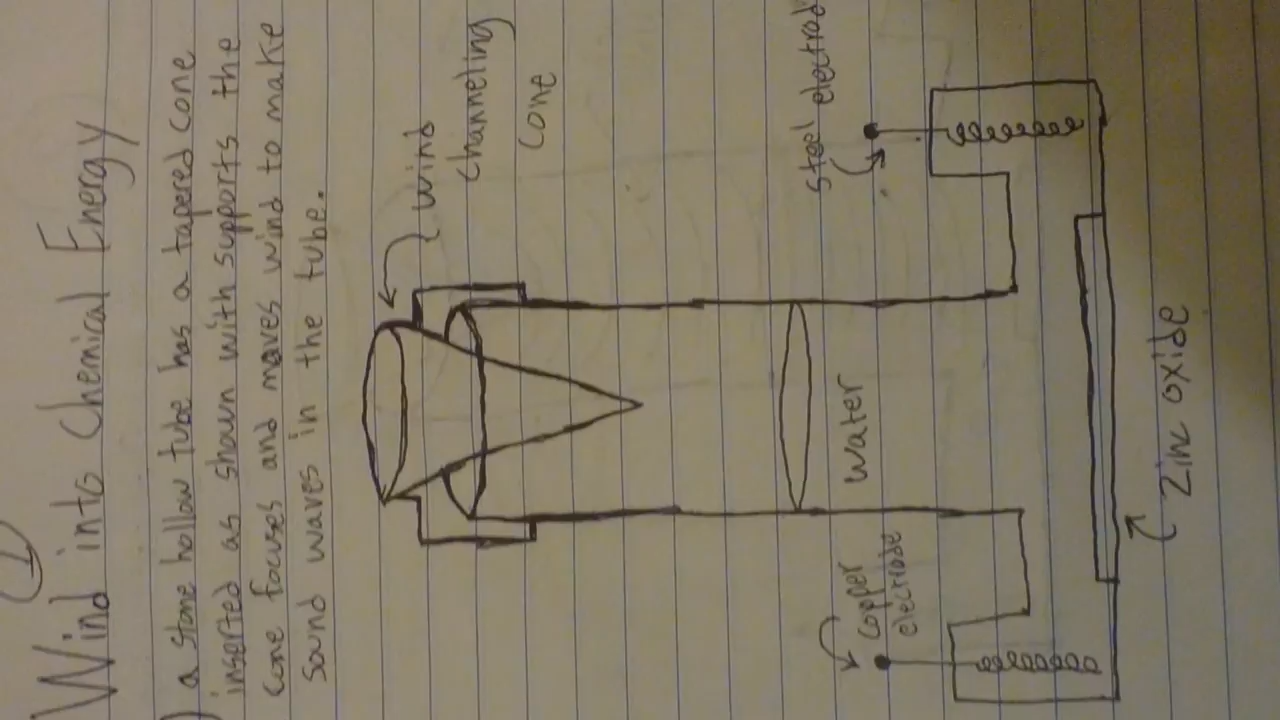 1
Wind into Chemical Energy
) a stone hollow tube has a tapered cone
inserted as shown with supports the
cone focuses and moves wind to make
sound waves in the tube.
wind
channeling
cone
water
Copper
electrode
Steel electrod
Zinc oxide